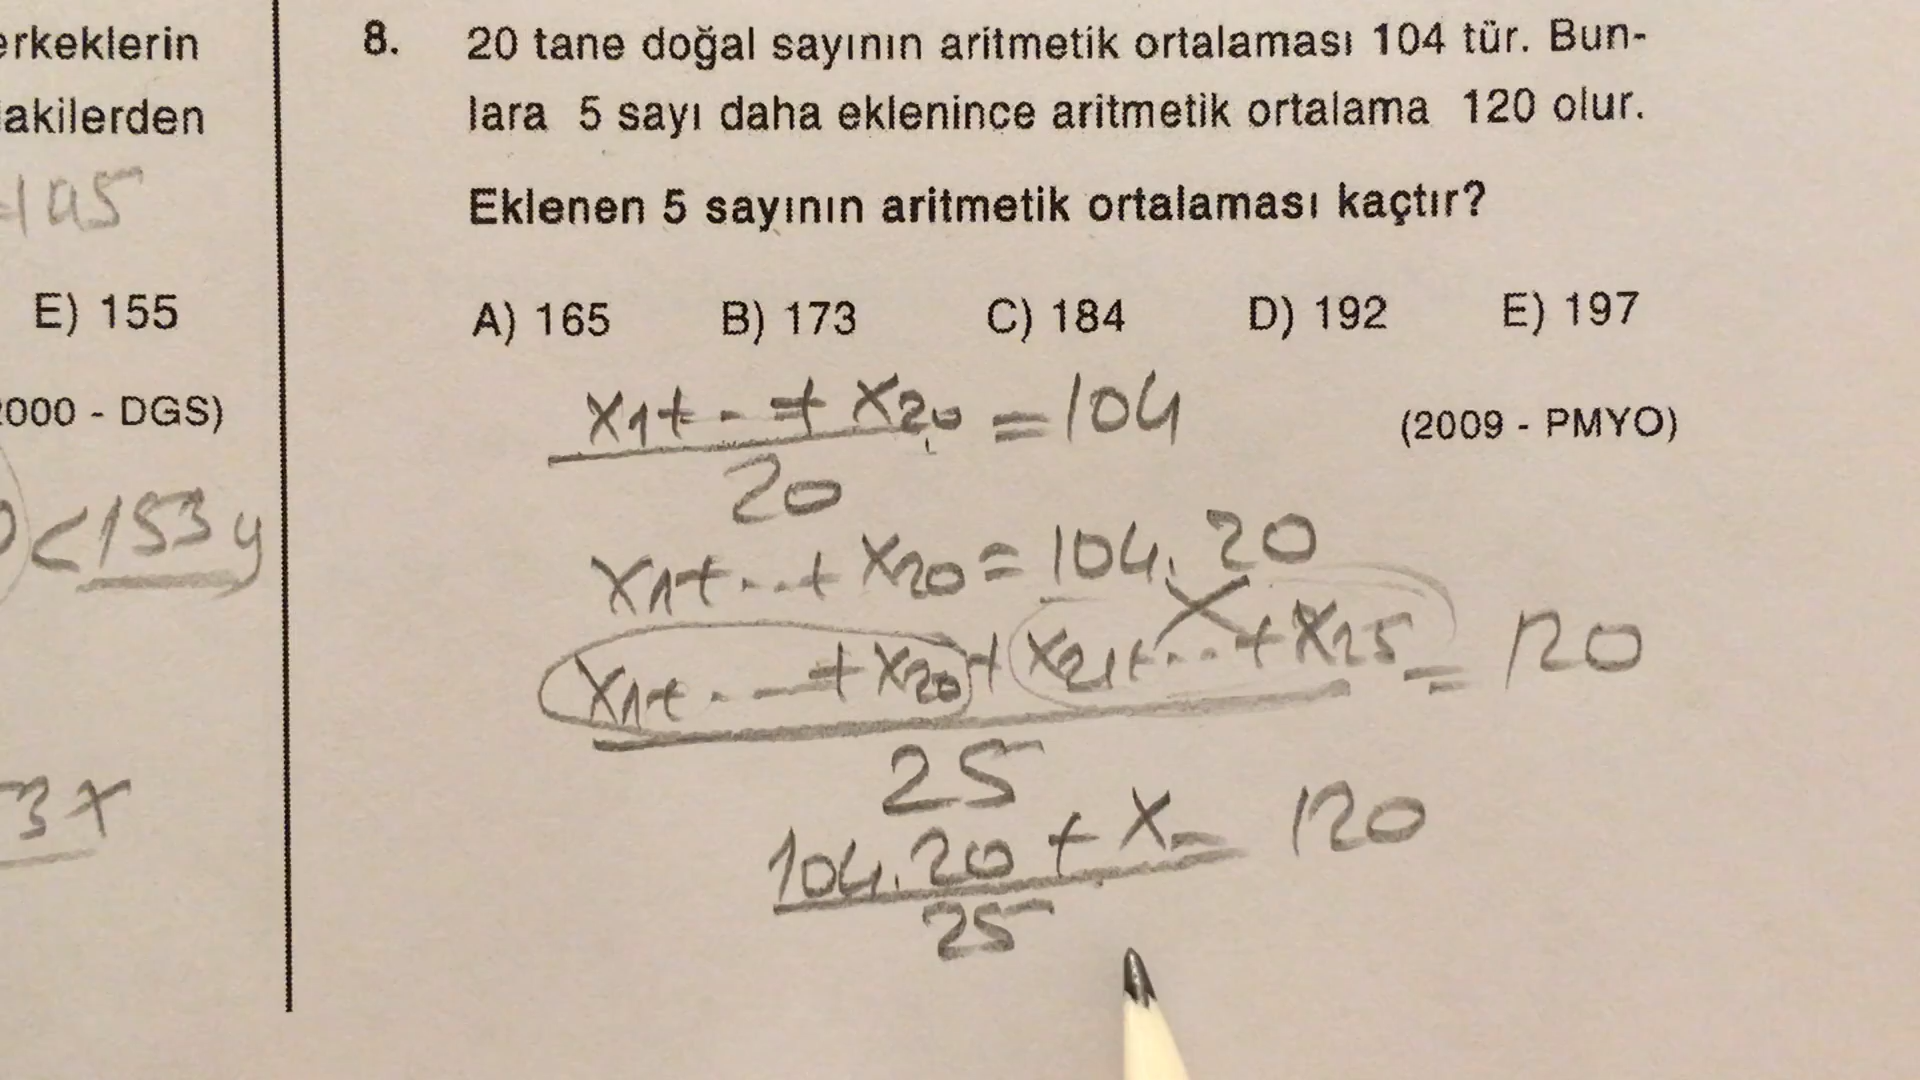 erkeklerin
lakilerden
=195
E) 155
2000 - DGS)
<153y
3x
8. 20 tane doğal sayının aritmetik ortalaması 104 tür. Bun-
lara 5 sayı daha eklenince aritmetik ortalama 120 olur.
Eklenen 5 sayının aritmetik ortalaması kaçtır?
A) 165 B) 173 C) 184 D) 192 E) 197
(2009 - PMYO)
x1+..+x20 = 104
20
x1+...+x20 = 104.20
x
x1+...+x20+x21+...+x25 = 120
25
104.20+x = 120
25